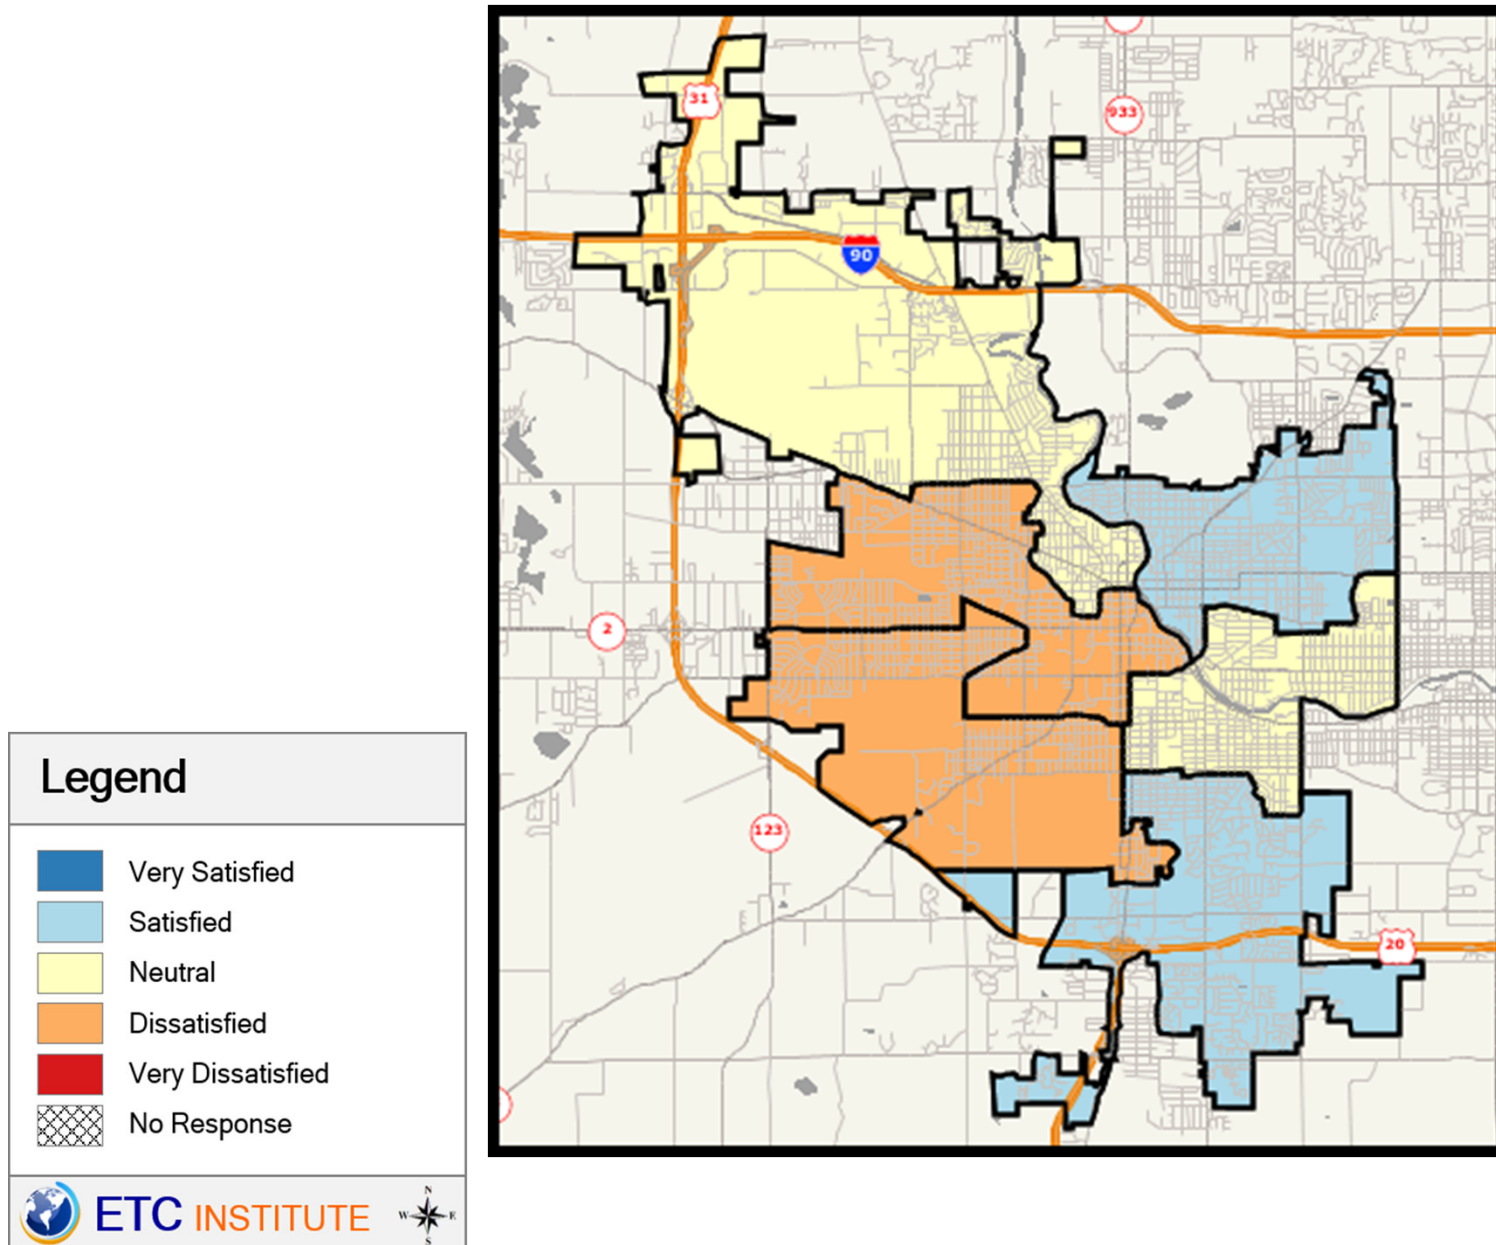 31
933
90
2
123
20
Legend
Very Satisfied
Satisfied
Neutral
Dissatisfied
Very Dissatisfied
No Response
ETC INSTITUTE
N
W E
S